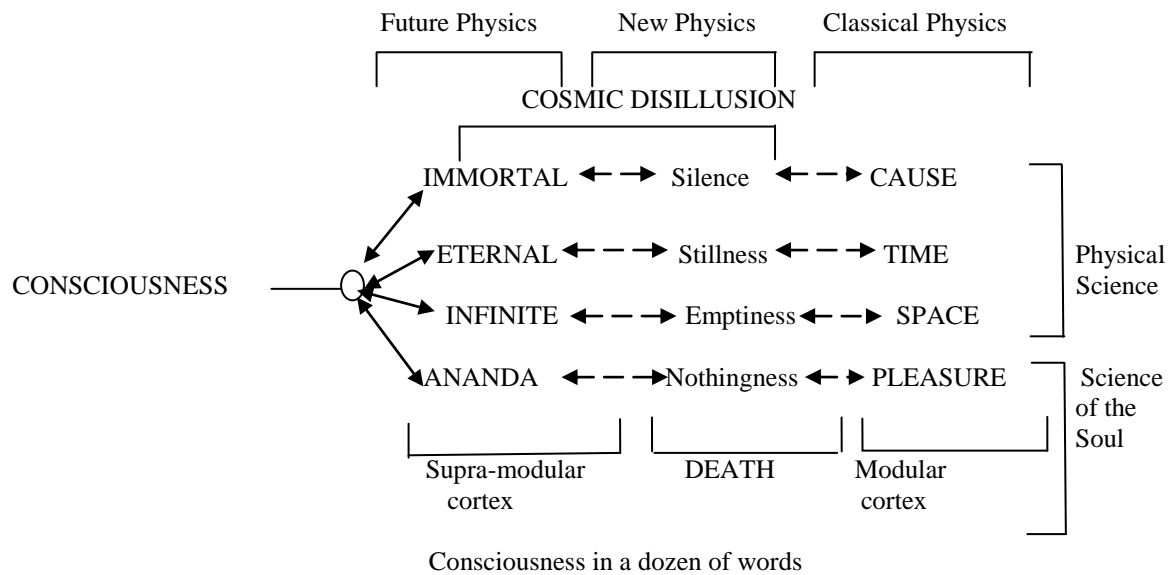 Future Physics New Physics Classical Physics
COSMIC DISILLUSION
IMMORTAL Silence CAUSE
ETERNAL Stillness TIME
Physical
Science
CONSCIOUSNESS
INFINITE Emptiness SPACE
ANANDA Nothingness PLEASURE
Science
of the
Soul
Supra-modular
cortex
DEATH
Modular
cortex
Consciousness in a dozen of words